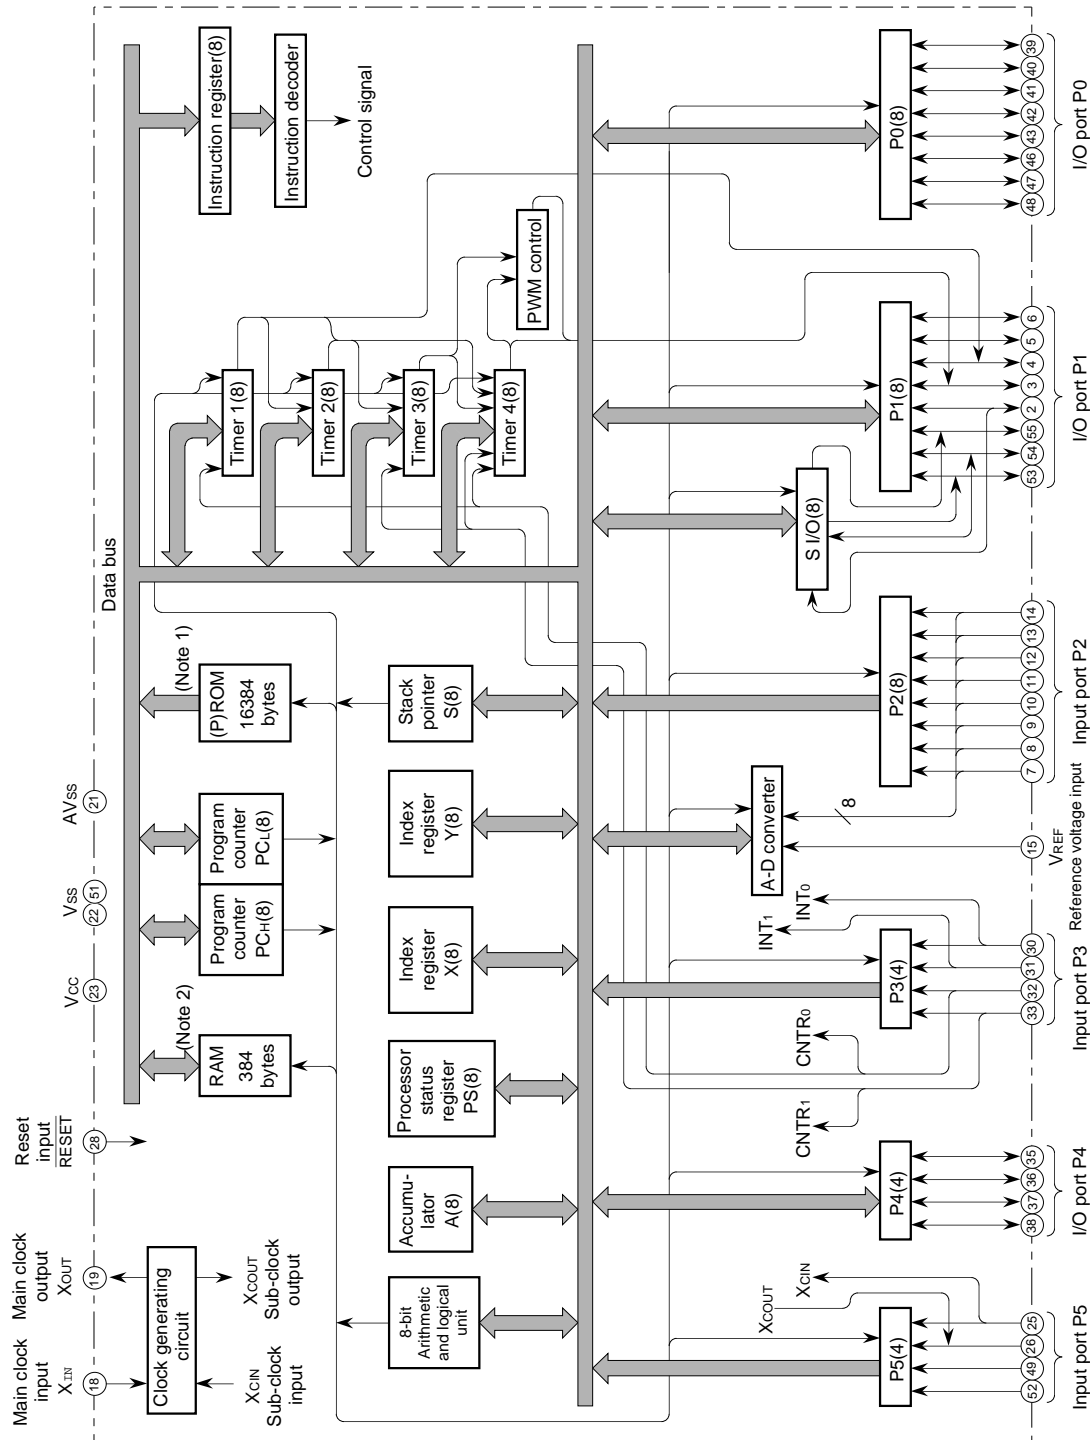 Main clock
input
XIN
18
Main clock
output
XOUT
19
Clock generating
circuit
XCIN
Sub-clock
input
XCOUT
Sub-clock
output
Reset
input
RESET
28
VCC
23
VSS
22
51
AVSS
21
Data bus
RAM
384
bytes
(Note 2)
Program
counter
PCH(8)
Program
counter
PCL(8)
(P)ROM
16384
bytes
(Note 1)
Instruction register(8)
Instruction decoder
Control signal
Timer 1(8)
Timer 2(8)
Timer 3(8)
Timer 4(8)
PWM control
8-bit
Arithmetic
and logical
unit
Accumu-
lator
A(8)
Processor
status
register
PS(8)
Index
register
X(8)
Index
register
Y(8)
Stack
pointer
S(8)
XCOUT
XCIN
CNTR1
CNTR0
INT1
INT0
A-D converter
8
S I/O(8)
P5(4)
P4(4)
P3(4)
P2(8)
P1(8)
P0(8)
52
49
26
25
Input port P5
38
37
36
35
I/O port P4
33
32
31
30
Input port P3
15
VREF
Reference voltage input
7
8
9
10
11
12
13
14
Input port P2
53
54
55
2
3
4
5
6
I/O port P1
48
47
46
43
42
41
40
39
I/O port P0